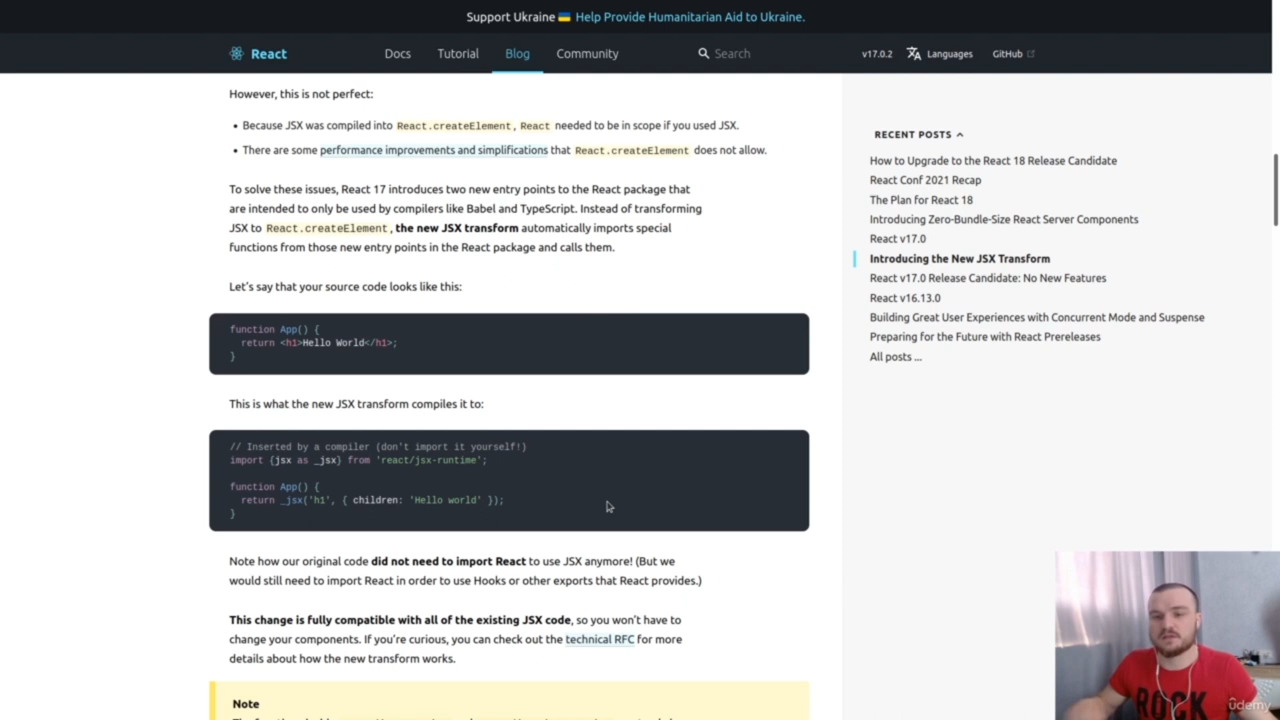 Support Ukraine 🇺🇦 Help Provide Humanitarian Aid to Ukraine.
React
Docs
Tutorial
Blog
Community
Search
v17.0.2
Languages
GitHub
However, this is not perfect:
• Because JSX was compiled into React.createElement, React needed to be in scope if you used JSX.
• There are some performance improvements and simplifications that React.createElement does not allow.
To solve these issues, React 17 introduces two new entry points to the React package that
are intended to only be used by compilers like Babel and TypeScript. Instead of transforming
JSX to React.createElement, the new JSX transform automatically imports special
functions from those new entry points in the React package and calls them.
Let's say that your source code looks like this:
function App() {
  return <h1>Hello World</h1>;
}
This is what the new JSX transform compiles it to:
// Inserted by a compiler (don't import it yourself!)
import {jsx as _jsx} from 'react/jsx-runtime';
function App() {
  return _jsx('h1', { children: 'Hello world' });
}
Note how our original code did not need to import React to use JSX anymore! (But we
would still need to import React in order to use Hooks or other exports that React provides.)
This change is fully compatible with all of the existing JSX code, so you won't have to
change your components. If you're curious, you can check out the technical RFC for more
details about how the new transform works.
Note
RECENT POSTS
How to Upgrade to the React 18 Release Candidate
React Conf 2021 Recap
The Plan for React 18
Introducing Zero-Bundle-Size React Server Components
React v17.0
Introducing the New JSX Transform
React v17.0 Release Candidate: No New Features
React v16.13.0
Building Great User Experiences with Concurrent Mode and Suspense
Preparing for the Future with React Prereleases
All posts ...
ROCK
udemy